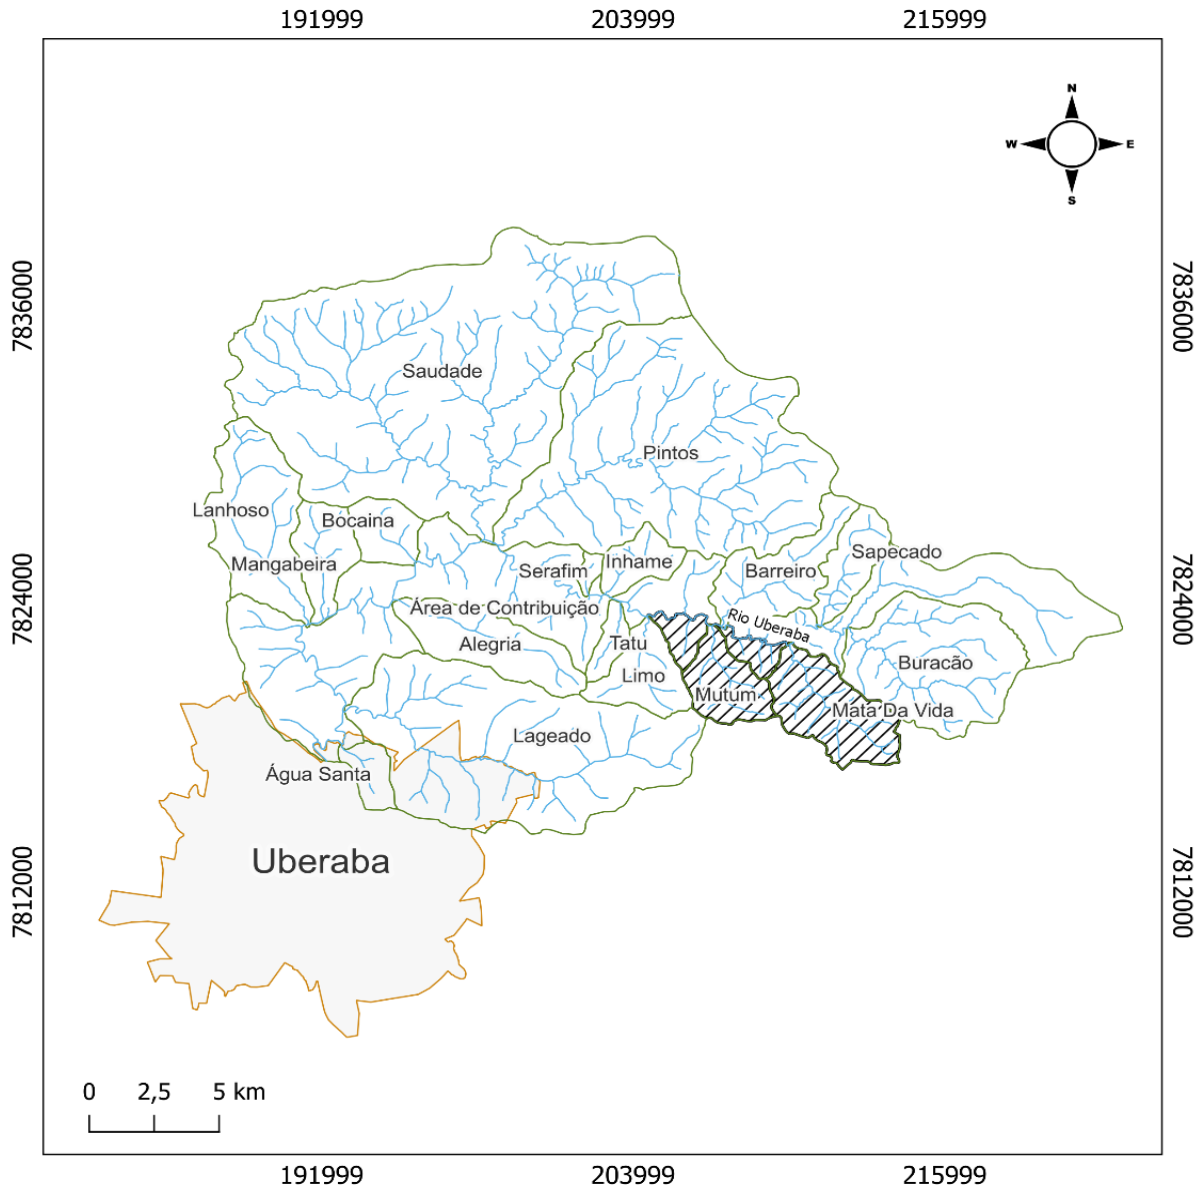 191999 203999 215999
N
W E
S
7836000 7836000
Saudade
Pintos
Lanhoso
Bocaina
Mangabeira
Serafim
Inhame
Barreiro
Sapecado
7824000 7824000
Área de Contribuição
Rio Uberaba
Alegria
Tatu
Limo
Buracão
Mutum
Mata Da Vida
Lageado
Água Santa
Uberaba
7812000 7812000
0 2,5 5 km
191999 203999 215999